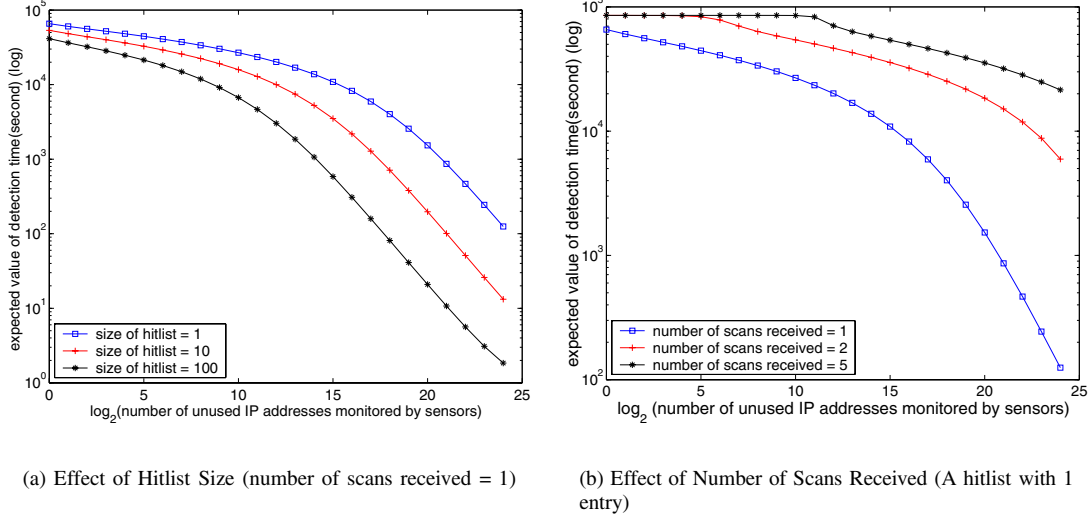 10^5
10^4
10^3
10^2
10^1
10^0
expected value of detection time(second) (log)
size of hitlist = 1
size of hitlist = 10
size of hitlist = 100
0 5 10 15 20 25
log2(number of unused IP addresses monitored by sensors)
(a) Effect of Hitlist Size (number of scans received = 1)
10^5
10^4
10^3
10^2
expected value of detection time(second) (log)
number of scans received = 1
number of scans received = 2
number of scans received = 5
0 5 10 15 20 25
log2 (number of unused IP addresses monitored by sensors)
(b) Effect of Number of Scans Received (A hitlist with 1
entry)